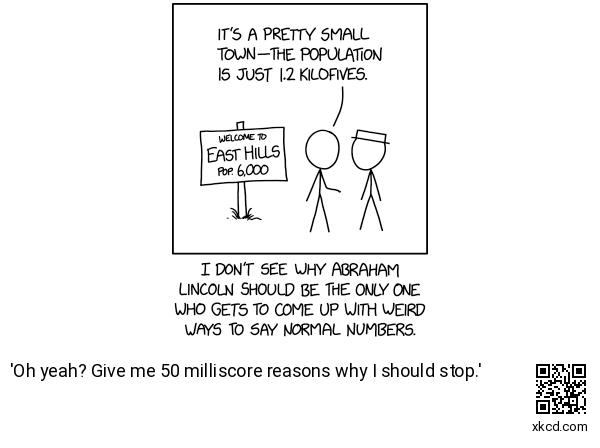 IT'S A PRETTY SMALL
TOWN—THE POPULATION
IS JUST 1.2 KILOFIVES.
WELCOME TO
EAST HILLS
POP. 6,000
I DON'T SEE WHY ABRAHAM
LINCOLN SHOULD BE THE ONLY ONE
WHO GETS TO COME UP WITH WEIRD
WAYS TO SAY NORMAL NUMBERS.
'Oh yeah? Give me 50 milliscore reasons why I should stop.'
xkcd.com